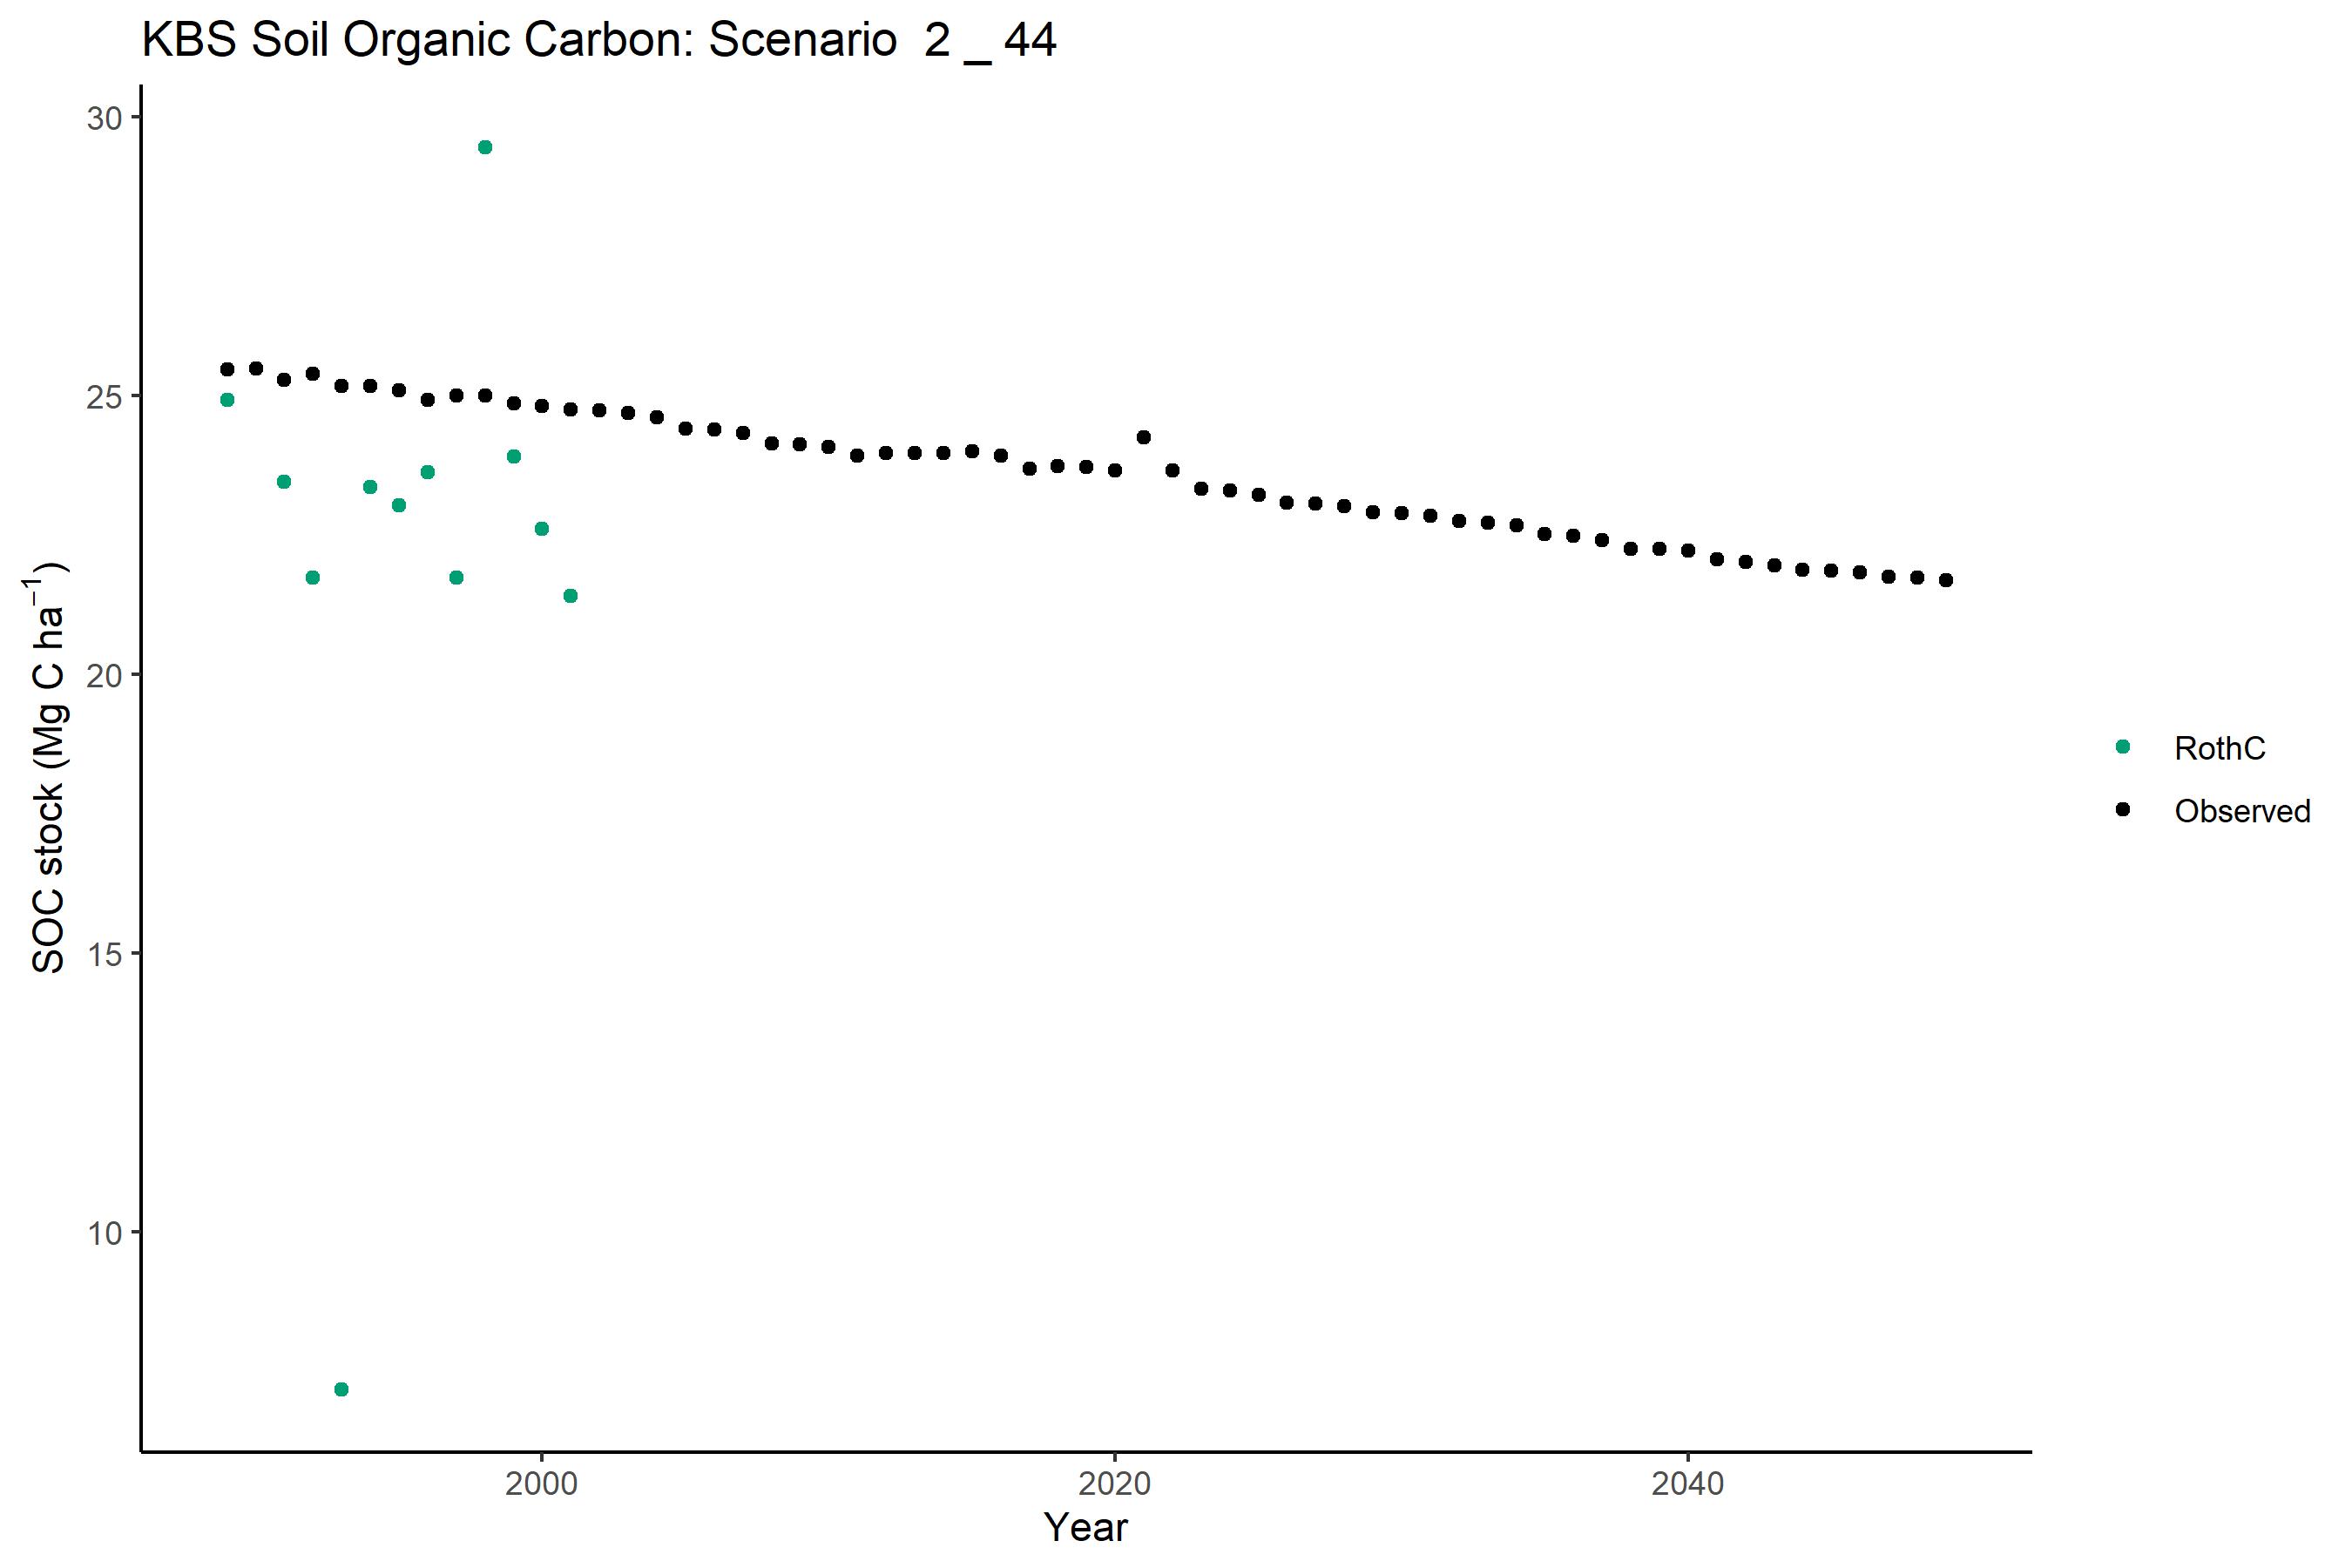 KBS Soil Organic Carbon: Scenario  2 _ 44
30
25
20
15
10
SOC stock (Mg C ha⁻¹)
2000
2020
2040
Year
RothC
Observed